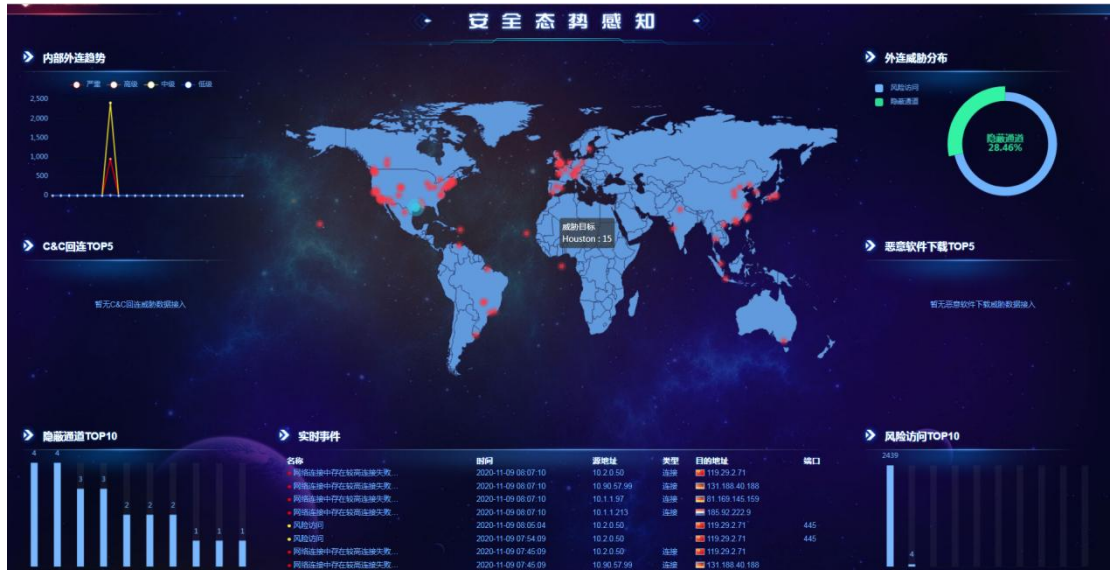 安全态势感知
内部外连趋势
严重 高级 中级 低级
2,500
2,000
1,500
1,000
500
0
C&C回连TOP5
暂无C&C回连威胁数据接入
隐蔽通道TOP10
4 4 3 3 2 2 2 1 1 1
威胁目标
Houston : 15
实时事件
名称 时间 源地址 类型 目的地址 端口
网络连接中存在较高连接失败... 2020-11-09 08:07:10 10.2.0.50 连接 119.29.2.71
网络连接中存在较高连接失败... 2020-11-09 08:07:10 10.90.57.99 连接 131.188.40.188
网络连接中存在较高连接失败... 2020-11-09 08:07:10 10.1.1.97 连接 81.169.145.159
网络连接中存在较高连接失败... 2020-11-09 08:07:10 10.1.1.213 连接 185.92.222.9
风险访问 2020-11-09 08:05:04 10.2.0.50 119.29.2.71 445
风险访问 2020-11-09 07:54:09 10.2.0.50 119.29.2.71 445
网络连接中存在较高连接失败... 2020-11-09 07:45:09 10.2.0.50 连接 119.29.2.71
网络连接中存在较高连接失败... 2020-11-09 07:45:09 10.90.57.99 连接 131.188.40.188
外连威胁分布
风险访问
隐蔽通道
隐蔽通道
28.46%
恶意软件下载TOP5
暂无恶意软件下载威胁数据接入
风险访问TOP10
2439
4